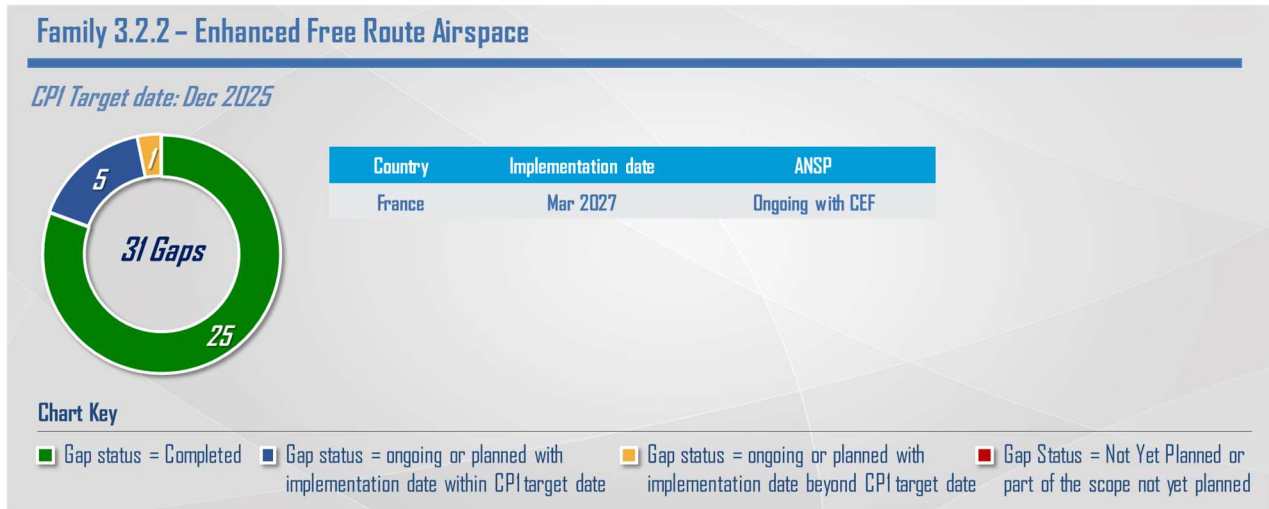 Family 3.2.2 – Enhanced Free Route Airspace
CP1 Target date: Dec 2025
1
5
31 Gaps
25
Country Implementation date ANSP
France Mar 2027 Ongoing with CEF
Chart Key
Gap status = Completed
Gap status = ongoing or planned with
implementation date within CP1 target date
Gap status = ongoing or planned with
implementation date beyond CP1 target date
Gap Status = Not Yet Planned or
part of the scope not yet planned